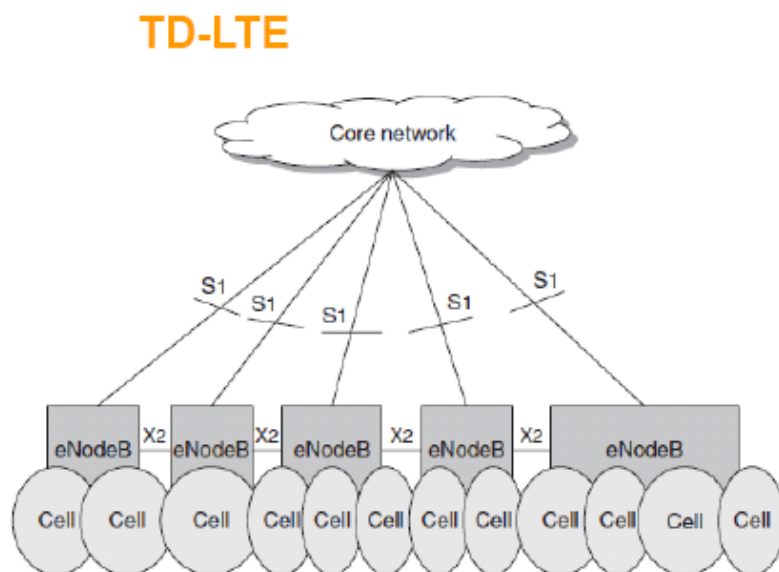 TD-LTE
Core network
S1
S1
S1
S1
S1
eNodeB X2 eNodeB X2 eNodeB X2 eNodeB X2 eNodeB
Cell Cell Cell Cell Cell Cell Cell Cell Cell Cell Cell Cell